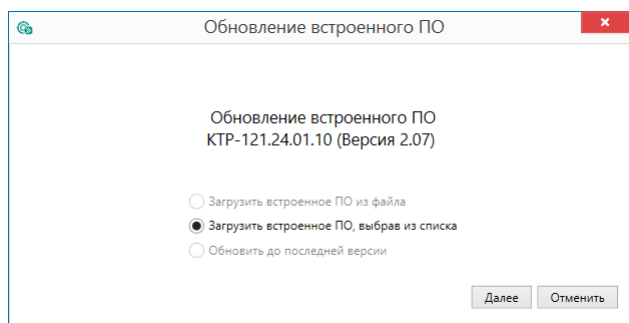 Обновление встроенного ПО
Обновление встроенного ПО
КТР-121.24.01.10 (Версия 2.07)
Загрузить встроенное ПО из файла
Загрузить встроенное ПО, выбрав из списка
Обновить до последней версии
Далее Отменить